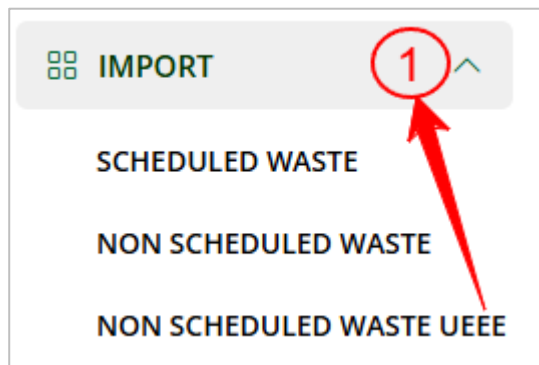 IMPORT 1
SCHEDULED WASTE
NON SCHEDULED WASTE
NON SCHEDULED WASTE UEEE